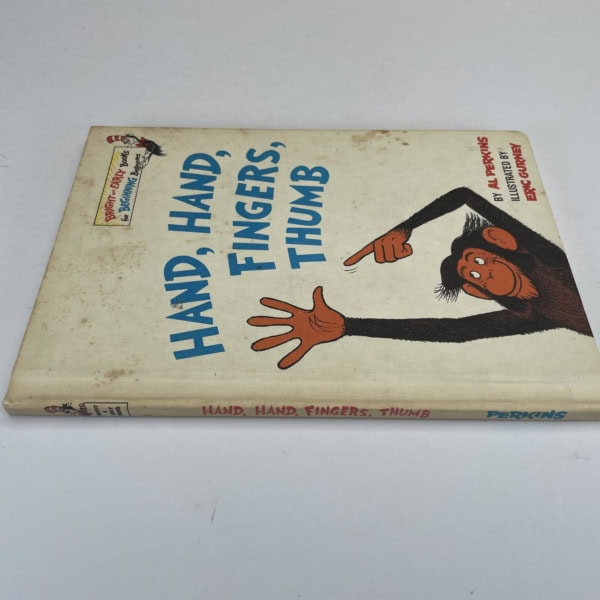 BRIGHT and EARLY BOOKS
for BEGINNING Beginners
HAND, HAND,
FINGERS,
THUMB
BY AL PERKINS
ILLUSTRATED BY
ERIC GURNEY
HAND, HAND, FINGERS, THUMB
PERKINS